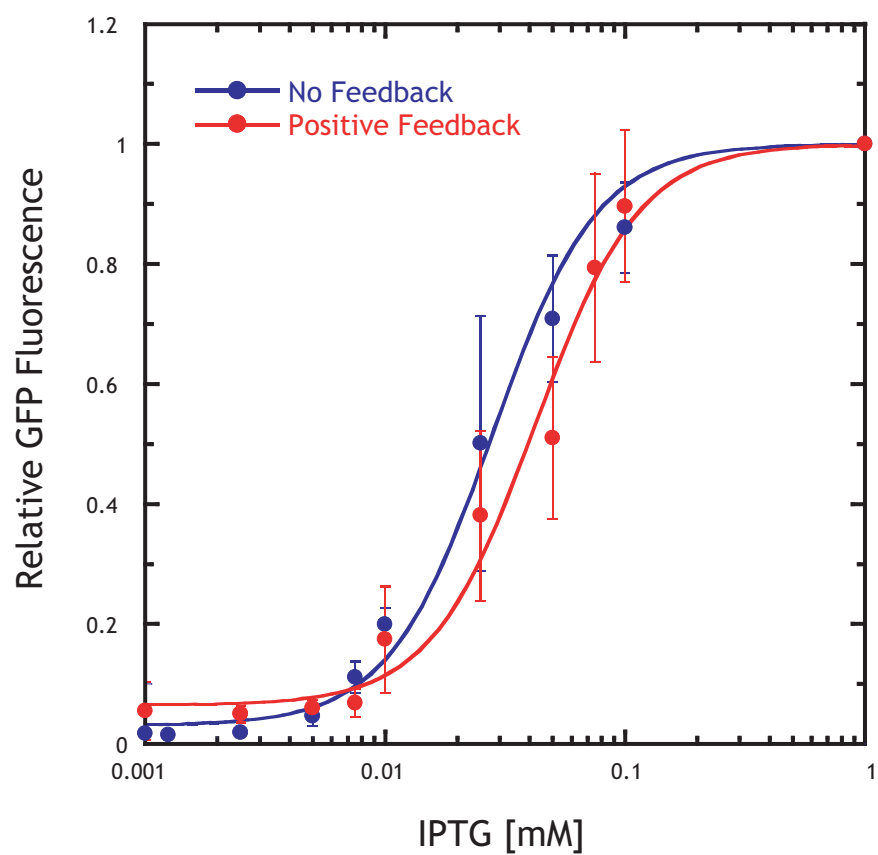 1.2
1
0.8
0.6
0.4
0.2
0
No Feedback
Positive Feedback
Relative GFP Fluorescence
0.001 0.01 0.1 1
IPTG [mM]